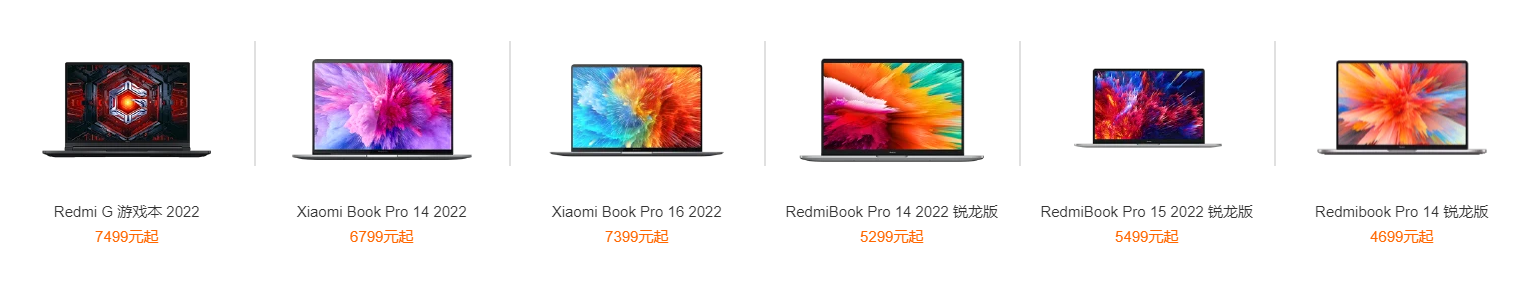 Redmi G 游戏本 2022
7499元起
Xiaomi Book Pro 14 2022
6799元起
Xiaomi Book Pro 16 2022
7399元起
RedmiBook Pro 14 2022 锐龙版
5299元起
RedmiBook Pro 15 2022 锐龙版
5499元起
Redmibook Pro 14 锐龙版
4699元起